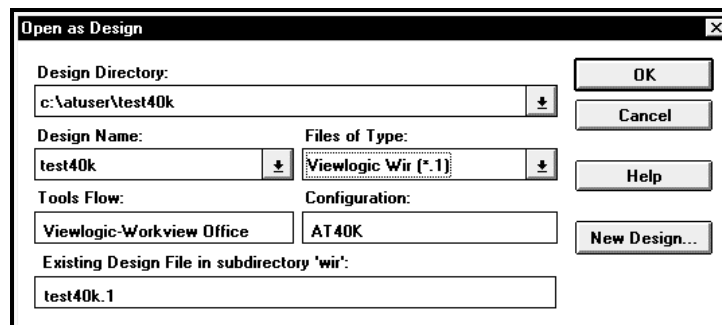 Open as Design
Design Directory:
OK
c:\atuser\test40k
Cancel
Design Name:
Files of Type:
test40k
Viewlogic Wir (*.1)
Help
Tools Flow:
Configuration:
Viewlogic-Workview Office
AT40K
New Design...
Existing Design File in subdirectory 'wir':
test40k.1